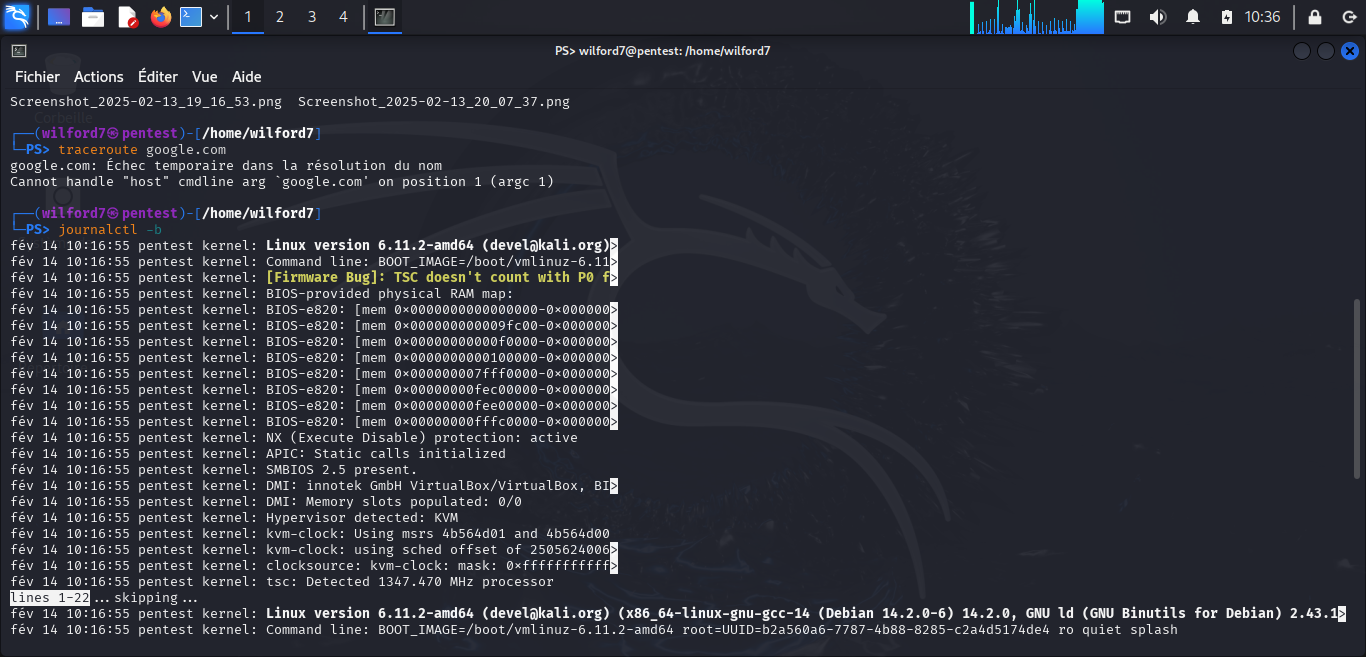 1 2 3 4 10:36
PS> wilford7@pentest: /home/wilford7
Fichier Actions Éditer Vue Aide
Screenshot_2025-02-13_19_16_53.png Screenshot_2025-02-13_20_07_37.png
Corbeille
┌──(wilford7㉿pentest)-[/home/wilford7]
└─PS> traceroute google.com
google.com: Échec temporaire dans la résolution du nom
Cannot handle "host" cmdline arg `google.com' on position 1 (argc 1)
┌──(wilford7㉿pentest)-[/home/wilford7]
└─PS> journalctl -b
fév 14 10:16:55 pentest kernel: Linux version 6.11.2-amd64 (devel@kali.org)>
fév 14 10:16:55 pentest kernel: Command line: BOOT_IMAGE=/boot/vmlinuz-6.11>
fév 14 10:16:55 pentest kernel: [Firmware Bug]: TSC doesn't count with P0 f>
fév 14 10:16:55 pentest kernel: BIOS-provided physical RAM map:
fév 14 10:16:55 pentest kernel: BIOS-e820: [mem 0x0000000000000000-0x000000>
fév 14 10:16:55 pentest kernel: BIOS-e820: [mem 0x000000000009fc00-0x000000>
fév 14 10:16:55 pentest kernel: BIOS-e820: [mem 0x00000000000f0000-0x000000>
fév 14 10:16:55 pentest kernel: BIOS-e820: [mem 0x0000000000100000-0x000000>
fév 14 10:16:55 pentest kernel: BIOS-e820: [mem 0x000000007fff0000-0x000000>
fév 14 10:16:55 pentest kernel: BIOS-e820: [mem 0x00000000fec00000-0x000000>
fév 14 10:16:55 pentest kernel: BIOS-e820: [mem 0x00000000fee00000-0x000000>
fév 14 10:16:55 pentest kernel: BIOS-e820: [mem 0x00000000fffc0000-0x000000>
fév 14 10:16:55 pentest kernel: NX (Execute Disable) protection: active
fév 14 10:16:55 pentest kernel: APIC: Static calls initialized
fév 14 10:16:55 pentest kernel: SMBIOS 2.5 present.
fév 14 10:16:55 pentest kernel: DMI: innotek GmbH VirtualBox/VirtualBox, BI>
fév 14 10:16:55 pentest kernel: DMI: Memory slots populated: 0/0
fév 14 10:16:55 pentest kernel: Hypervisor detected: KVM
fév 14 10:16:55 pentest kernel: kvm-clock: Using msrs 4b564d01 and 4b564d00
fév 14 10:16:55 pentest kernel: kvm-clock: using sched offset of 2505624006>
fév 14 10:16:55 pentest kernel: clocksource: kvm-clock: mask: 0xfffffffffff>
fév 14 10:16:55 pentest kernel: tsc: Detected 1347.470 MHz processor
lines 1-22...skipping...
fév 14 10:16:55 pentest kernel: Linux version 6.11.2-amd64 (devel@kali.org) (x86_64-linux-gnu-gcc-14 (Debian 14.2.0-6) 14.2.0, GNU ld (GNU Binutils for Debian) 2.43.1>
fév 14 10:16:55 pentest kernel: Command line: BOOT_IMAGE=/boot/vmlinuz-6.11.2-amd64 root=UUID=b2a560a6-7787-4b88-8285-c2a4d5174de4 ro quiet splash